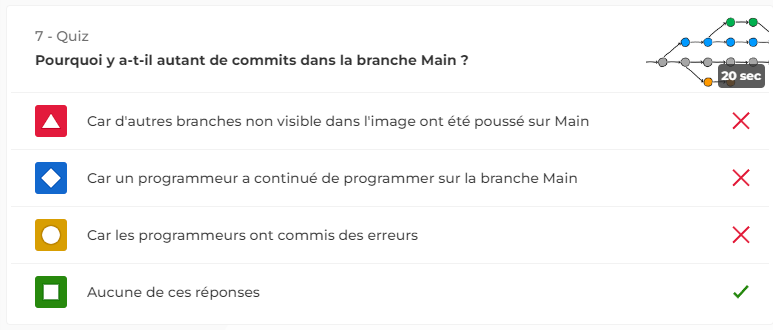 7 - Quiz
Pourquoi y a-t-il autant de commits dans la branche Main ?
20 sec
Car d'autres branches non visible dans l'image ont été poussé sur Main
Car un programmeur a continué de programmer sur la branche Main
Car les programmeurs ont commis des erreurs
Aucune de ces réponses